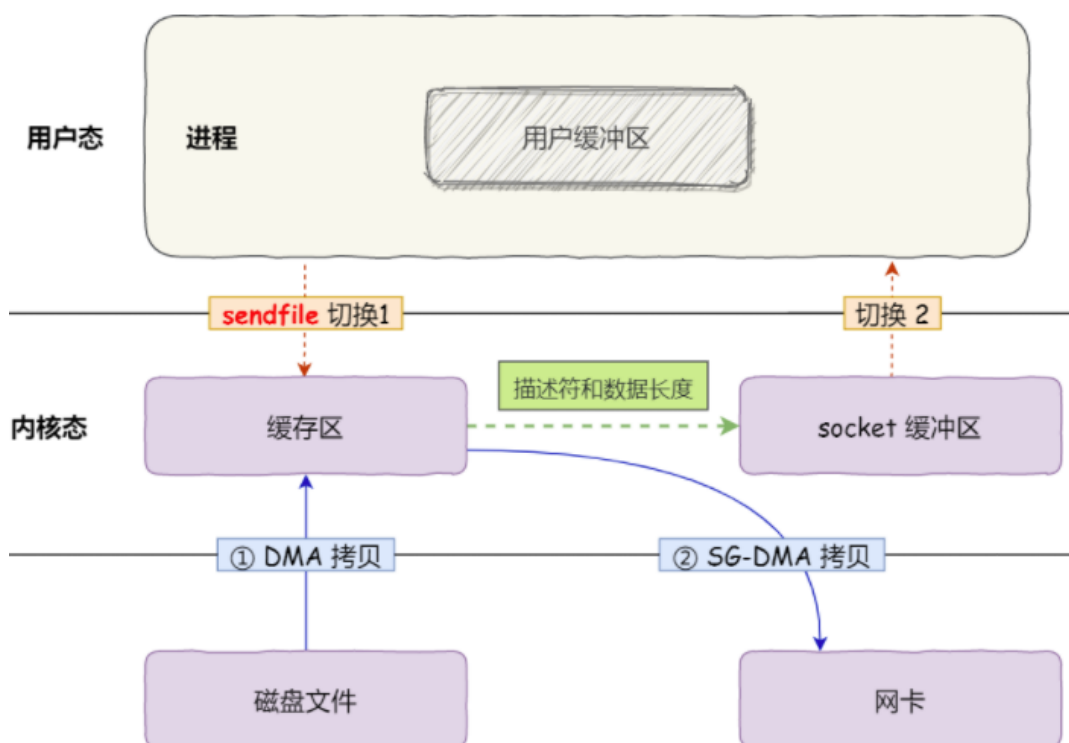 用户态
进程
用户缓冲区
sendfile 切换1
切换 2
描述符和数据长度
内核态
缓存区
socket 缓冲区
① DMA 拷贝
② SG-DMA 拷贝
磁盘文件
网卡